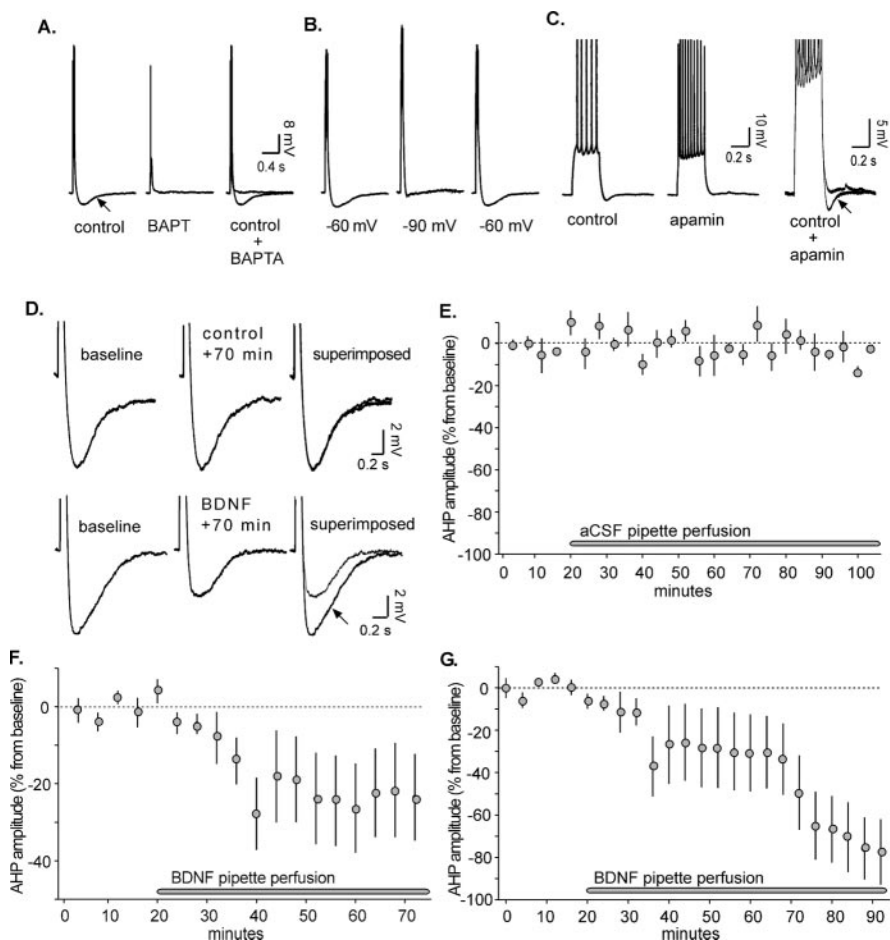 A.
B.
C.
8 mV
0.4 s
10 mV
0.2 s
5 mV
0.2 s
control
BAPT
control
+
BAPTA
-60 mV
-90 mV
-60 mV
control
apamin
control
+
apamin
D.
baseline
control
+70 min
superimposed
2 mV
0.2 s
baseline
BDNF
+70 min
superimposed
2 mV
0.2 s
E.
AHP amplitude (% from baseline)
0
-20
-40
-60
-80
-100
aCSF pipette perfusion
0 10 20 30 40 50 60 70 80 90 100
minutes
F.
AHP amplitude (% from baseline)
0
-20
-40
BDNF pipette perfusion
0 10 20 30 40 50 60 70
minutes
G.
AHP amplitude (% from baseline)
0
-20
-40
-60
-80
-100
BDNF pipette perfusion
0 10 20 30 40 50 60 70 80 90
minutes